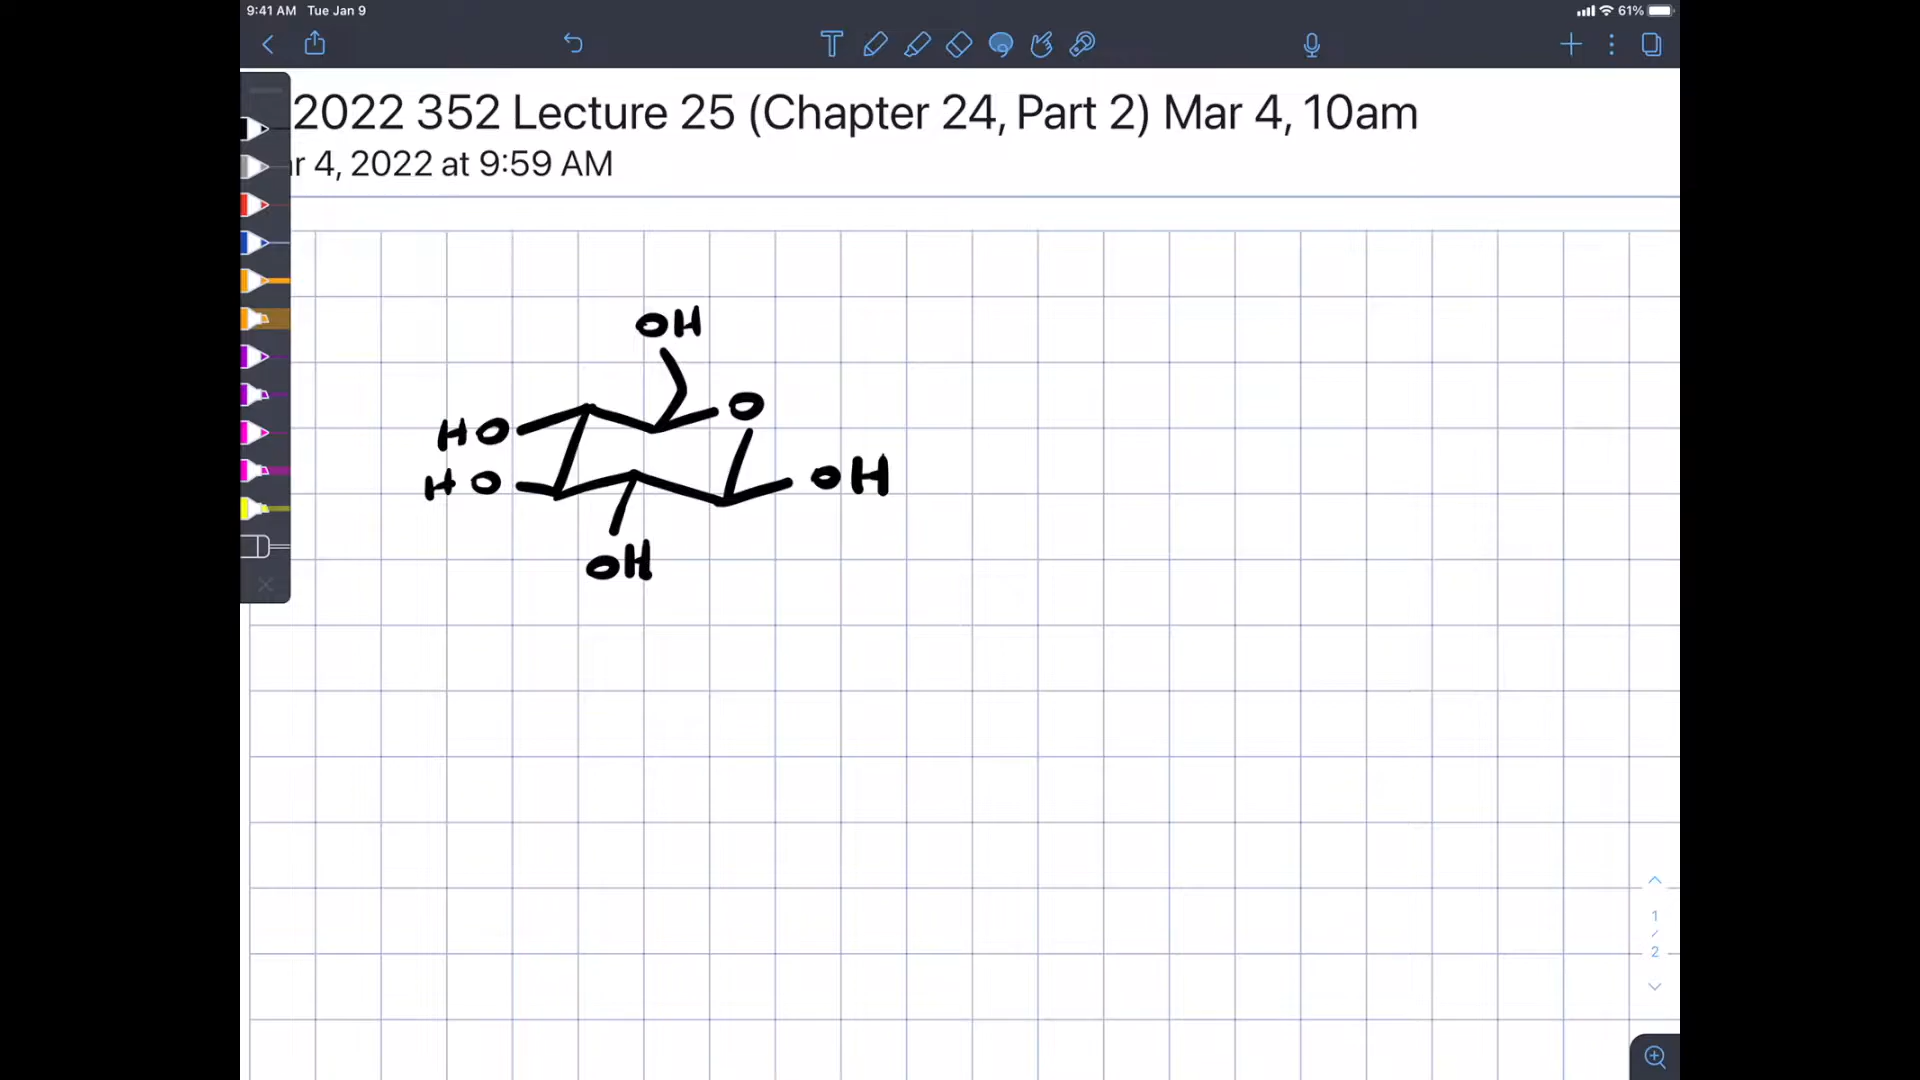 9:41 AM Tue Jan 9
61%
2022 352 Lecture 25 (Chapter 24, Part 2) Mar 4, 10am
r 4, 2022 at 9:59 AM
OH
O
HO
HO
OH
OH
1
/
2